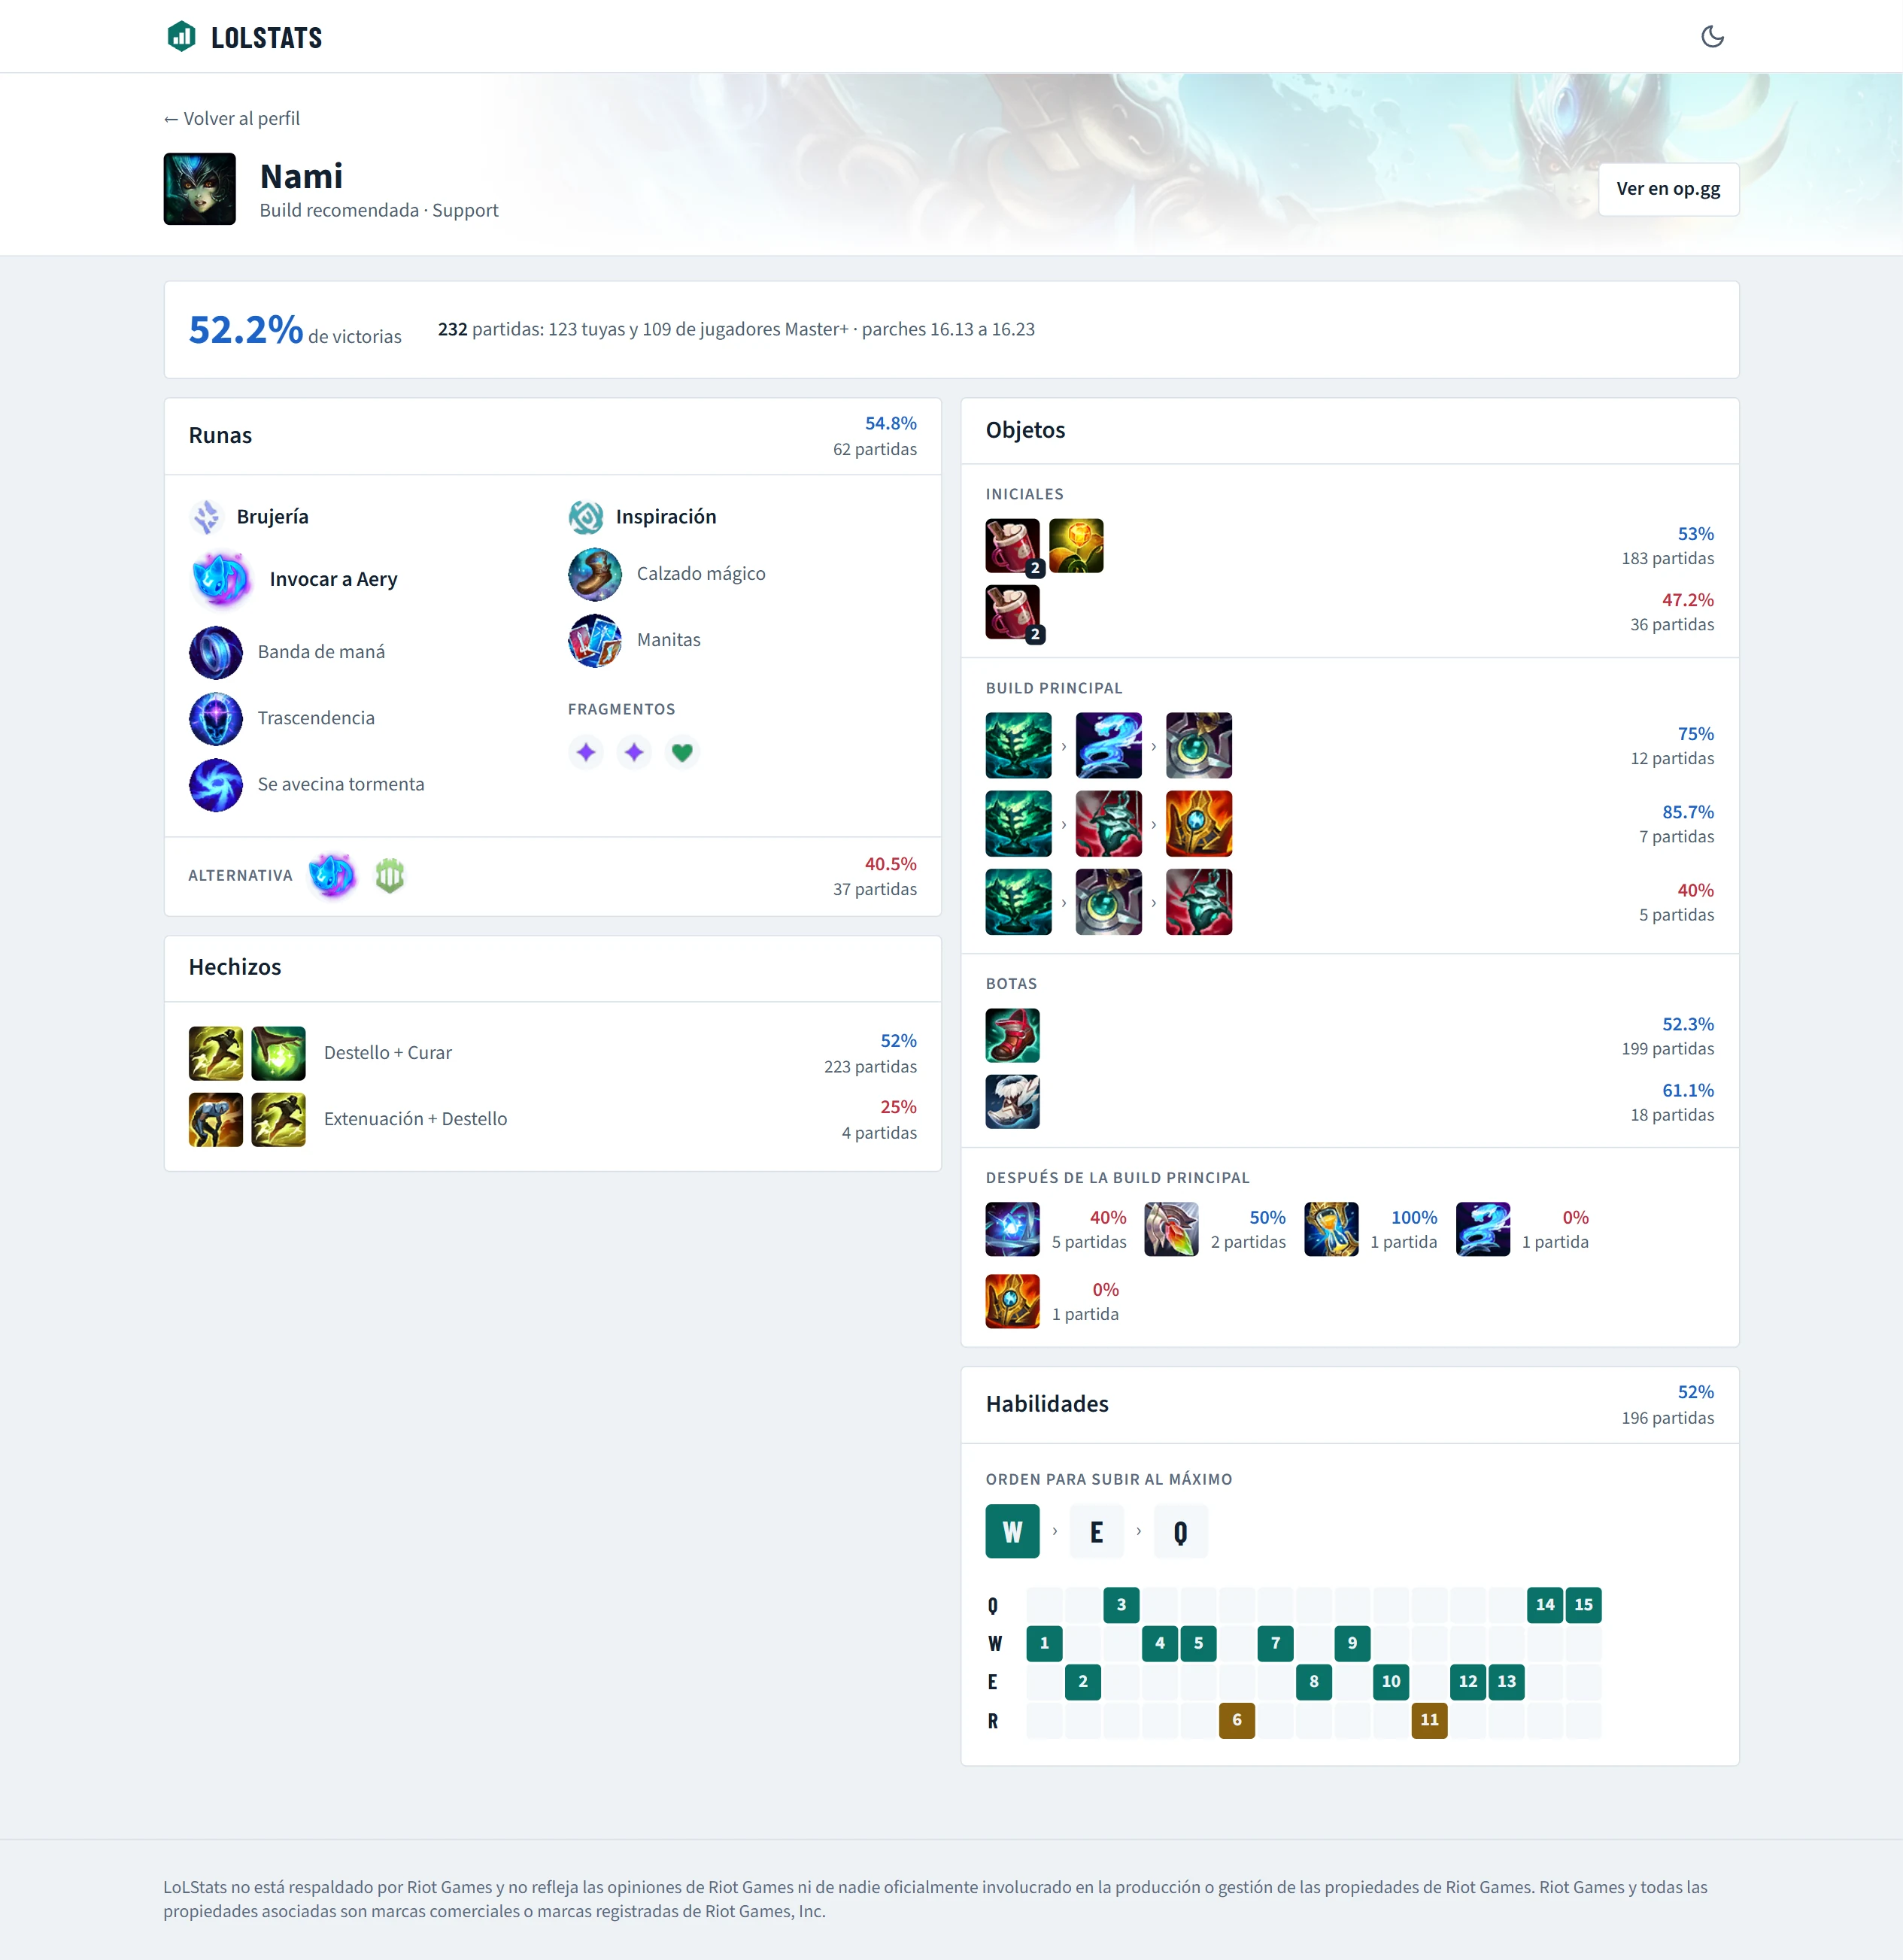 LOLSTATS
← Volver al perfil
Nami
Build recomendada · Support
Ver en op.gg
52.2% de victorias
232 partidas: 123 tuyas y 109 de jugadores Master+ · parches 16.13 a 16.23
Runas
54.8%
62 partidas
Brujería
Invocar a Aery
Banda de maná
Trascendencia
Se avecina tormenta
Inspiración
Calzado mágico
Manitas
FRAGMENTOS
ALTERNATIVA
40.5%
37 partidas
Hechizos
Destello + Curar
52%
223 partidas
Extenuación + Destello
25%
4 partidas
Objetos
INICIALES
2
53%
183 partidas
2
47.2%
36 partidas
BUILD PRINCIPAL
› ›
75%
12 partidas
› ›
85.7%
7 partidas
› ›
40%
5 partidas
BOTAS
52.3%
199 partidas
61.1%
18 partidas
DESPUÉS DE LA BUILD PRINCIPAL
40%
5 partidas
50%
2 partidas
100%
1 partida
0%
1 partida
0%
1 partida
Habilidades
52%
196 partidas
ORDEN PARA SUBIR AL MÁXIMO
W › E › Q
Q 3 14 15
W 1 4 5 7 9
E 2 8 10 12 13
R 6 11
LoLStats no está respaldado por Riot Games y no refleja las opiniones de Riot Games ni de nadie oficialmente involucrado en la producción o gestión de las propiedades de Riot Games. Riot Games y todas las
propiedades asociadas son marcas comerciales o marcas registradas de Riot Games, Inc.